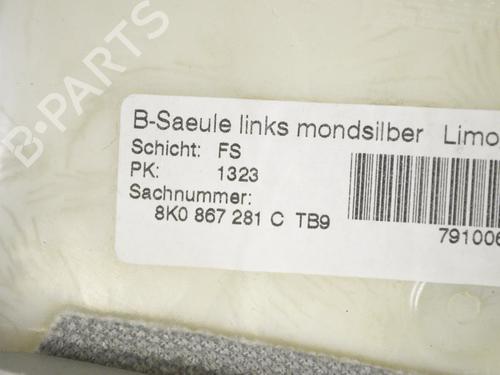 B-PARTS
B-Saeule links mondsilber Limo
Schicht: FS
PK: 1323
Sachnummer:
8K0 867 281 C TB9
791006